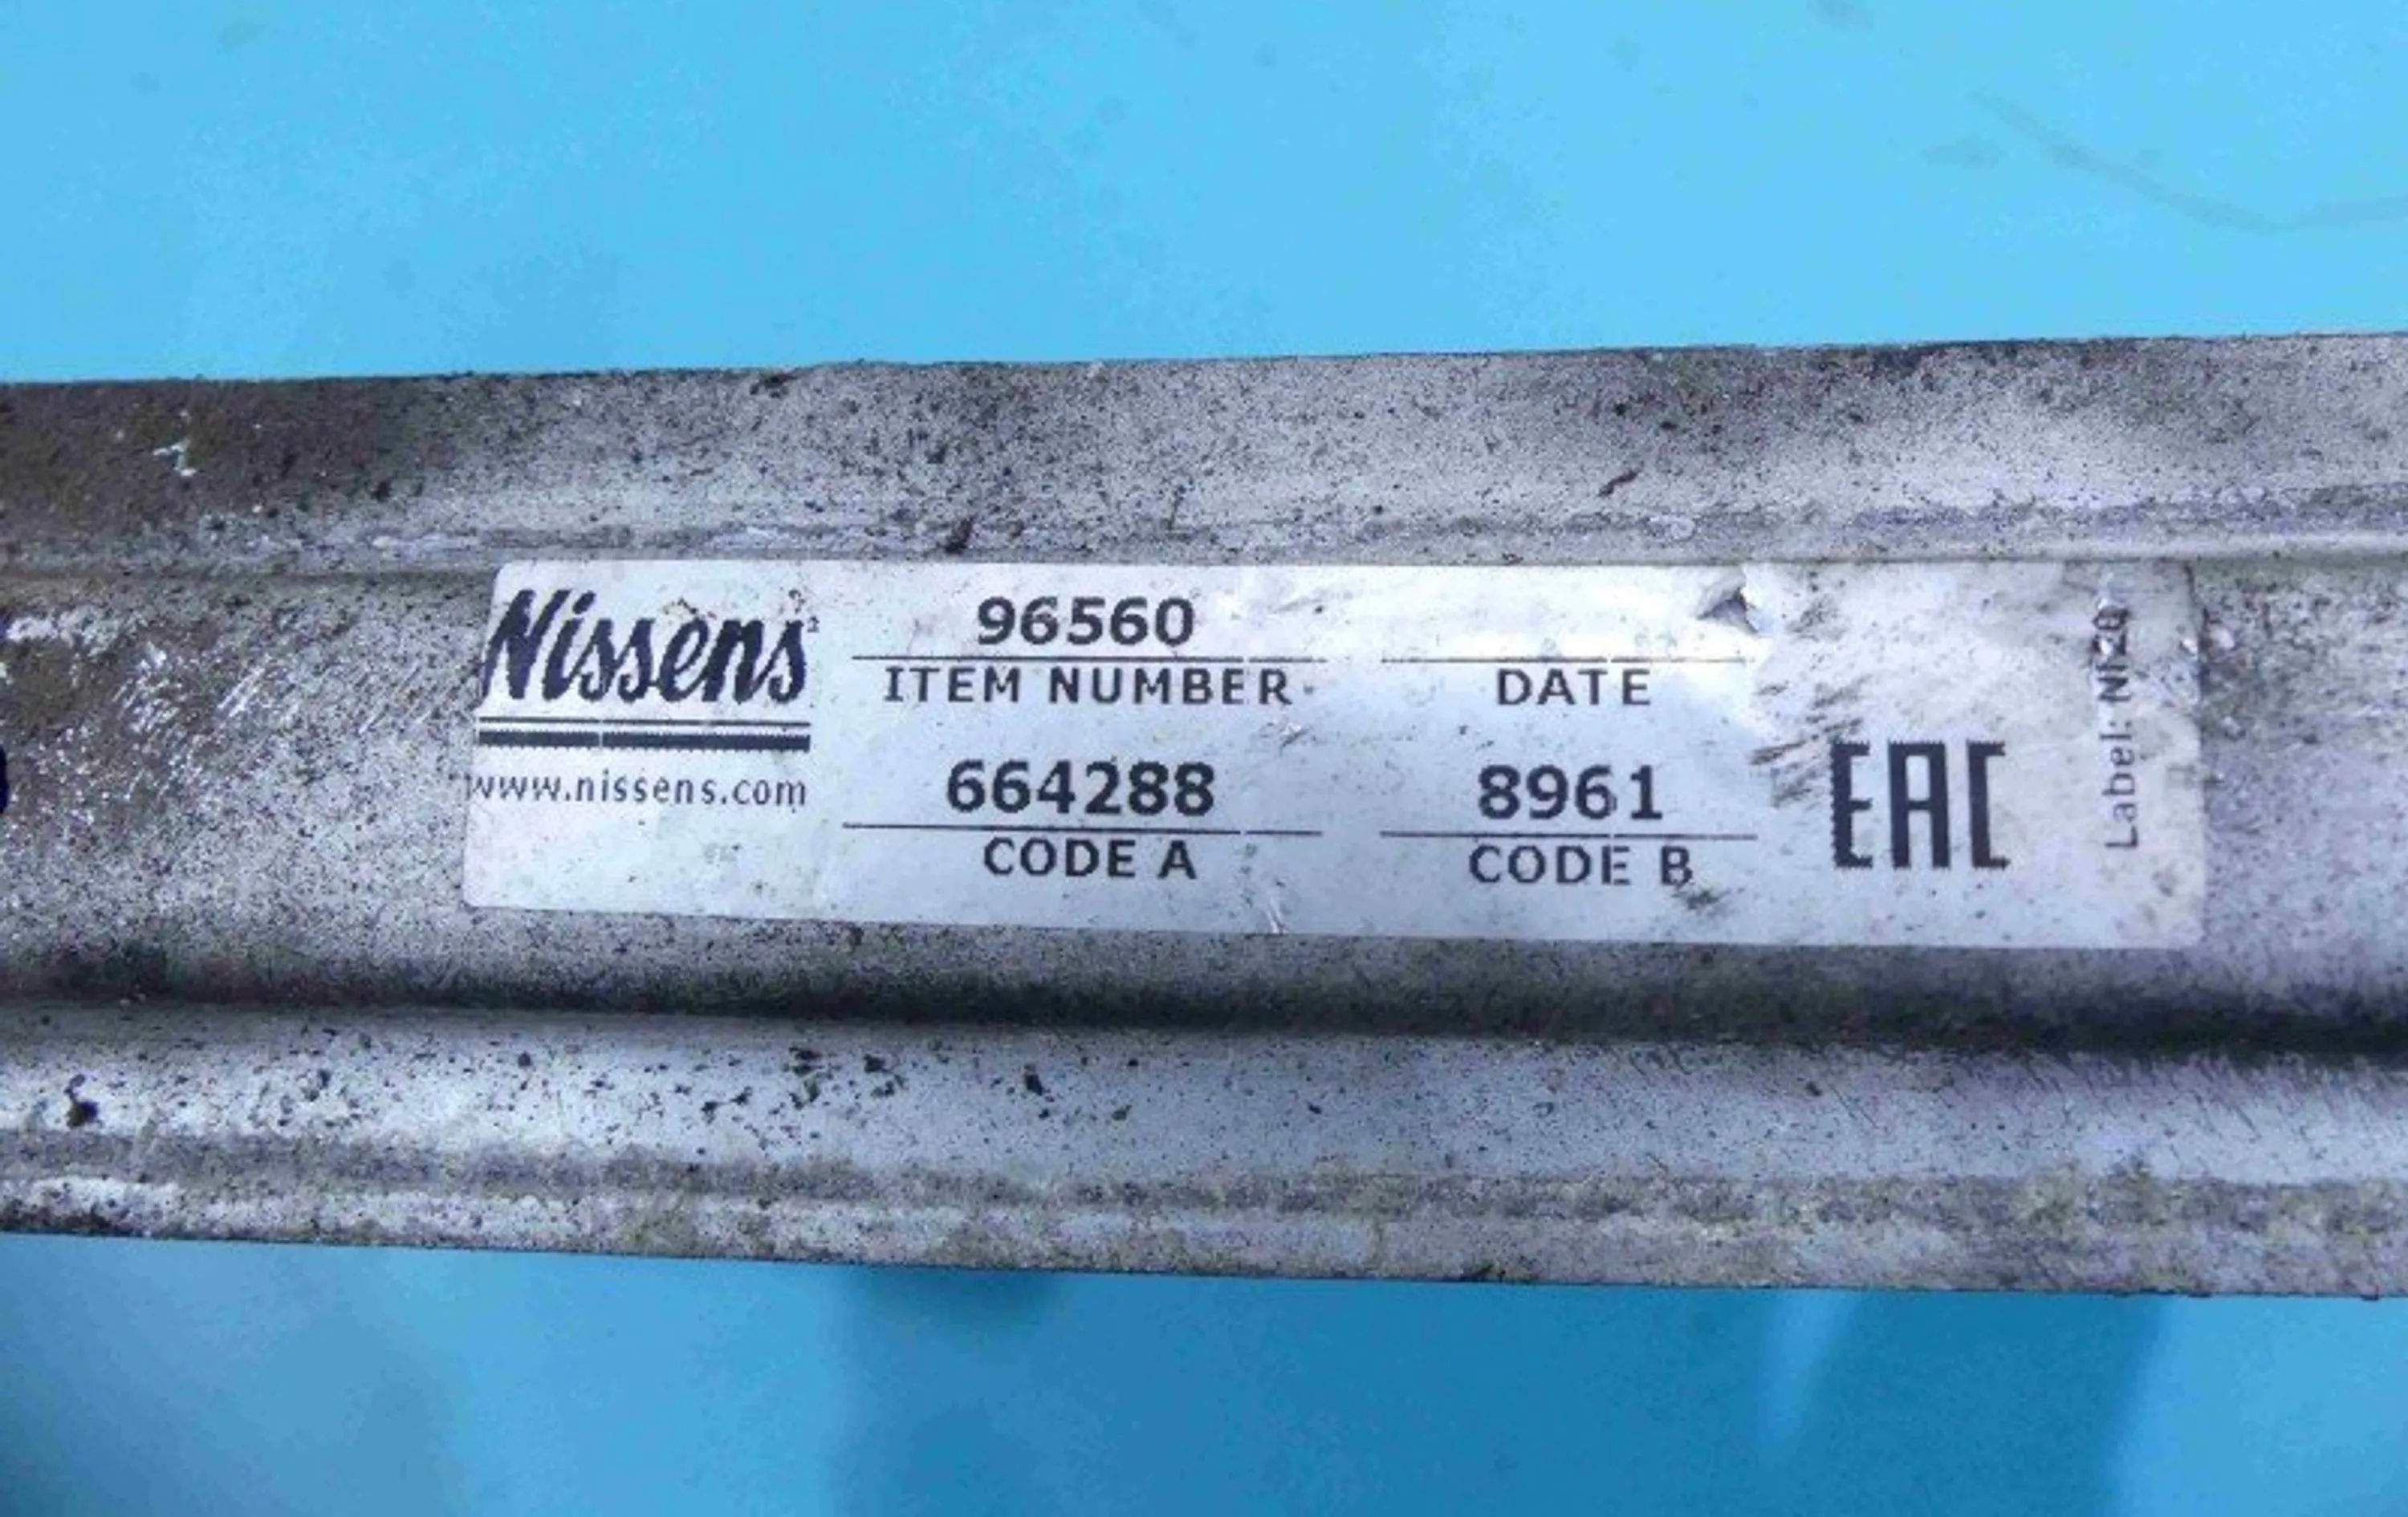 Nissens
www.nissens.com
96560
ITEM NUMBER
DATE
664288
CODE A
8961
CODE B
EAC
Label: NI20